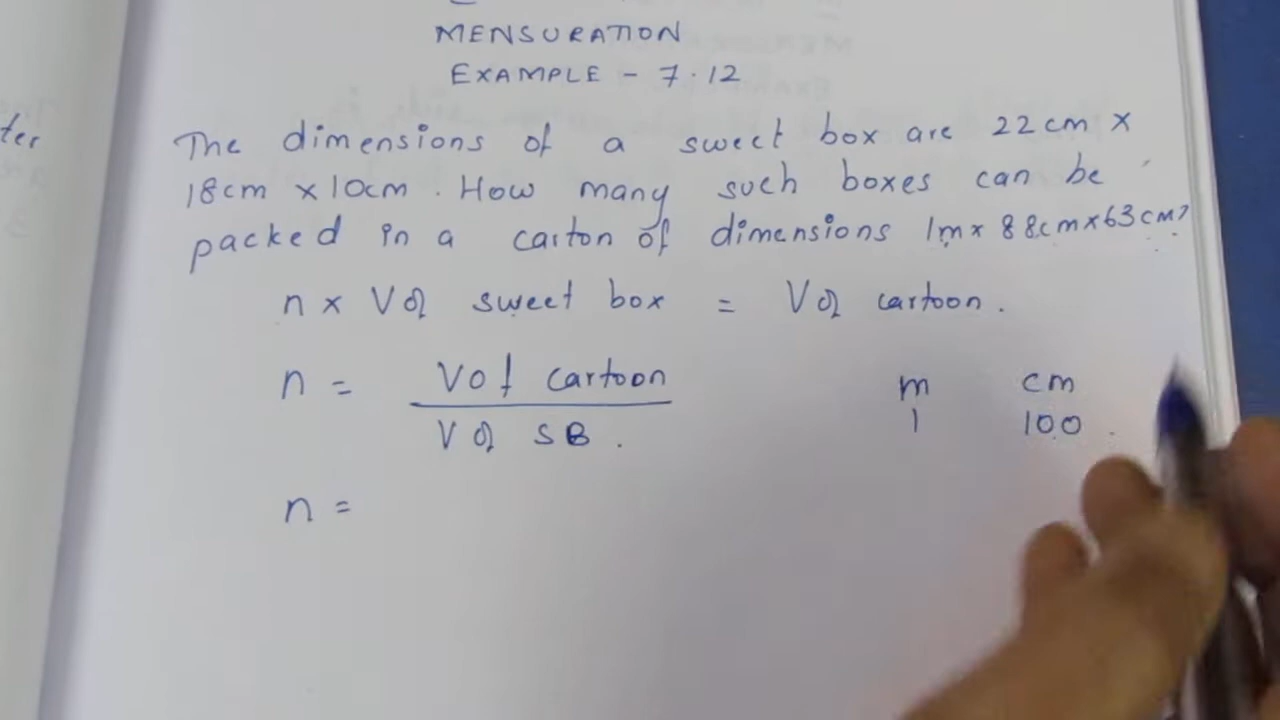 ter
MENSURATION
EXAMPLE - 7.12
The dimensions of a sweet box are 22cm x
18cm x 10cm. How many such boxes can be
packed in a carton of dimensions 1m x 88cm x 63cm?
n x V of sweet box = V of cartoon.
n = V of cartoon
V of SB.
m cm
1 100.
n =